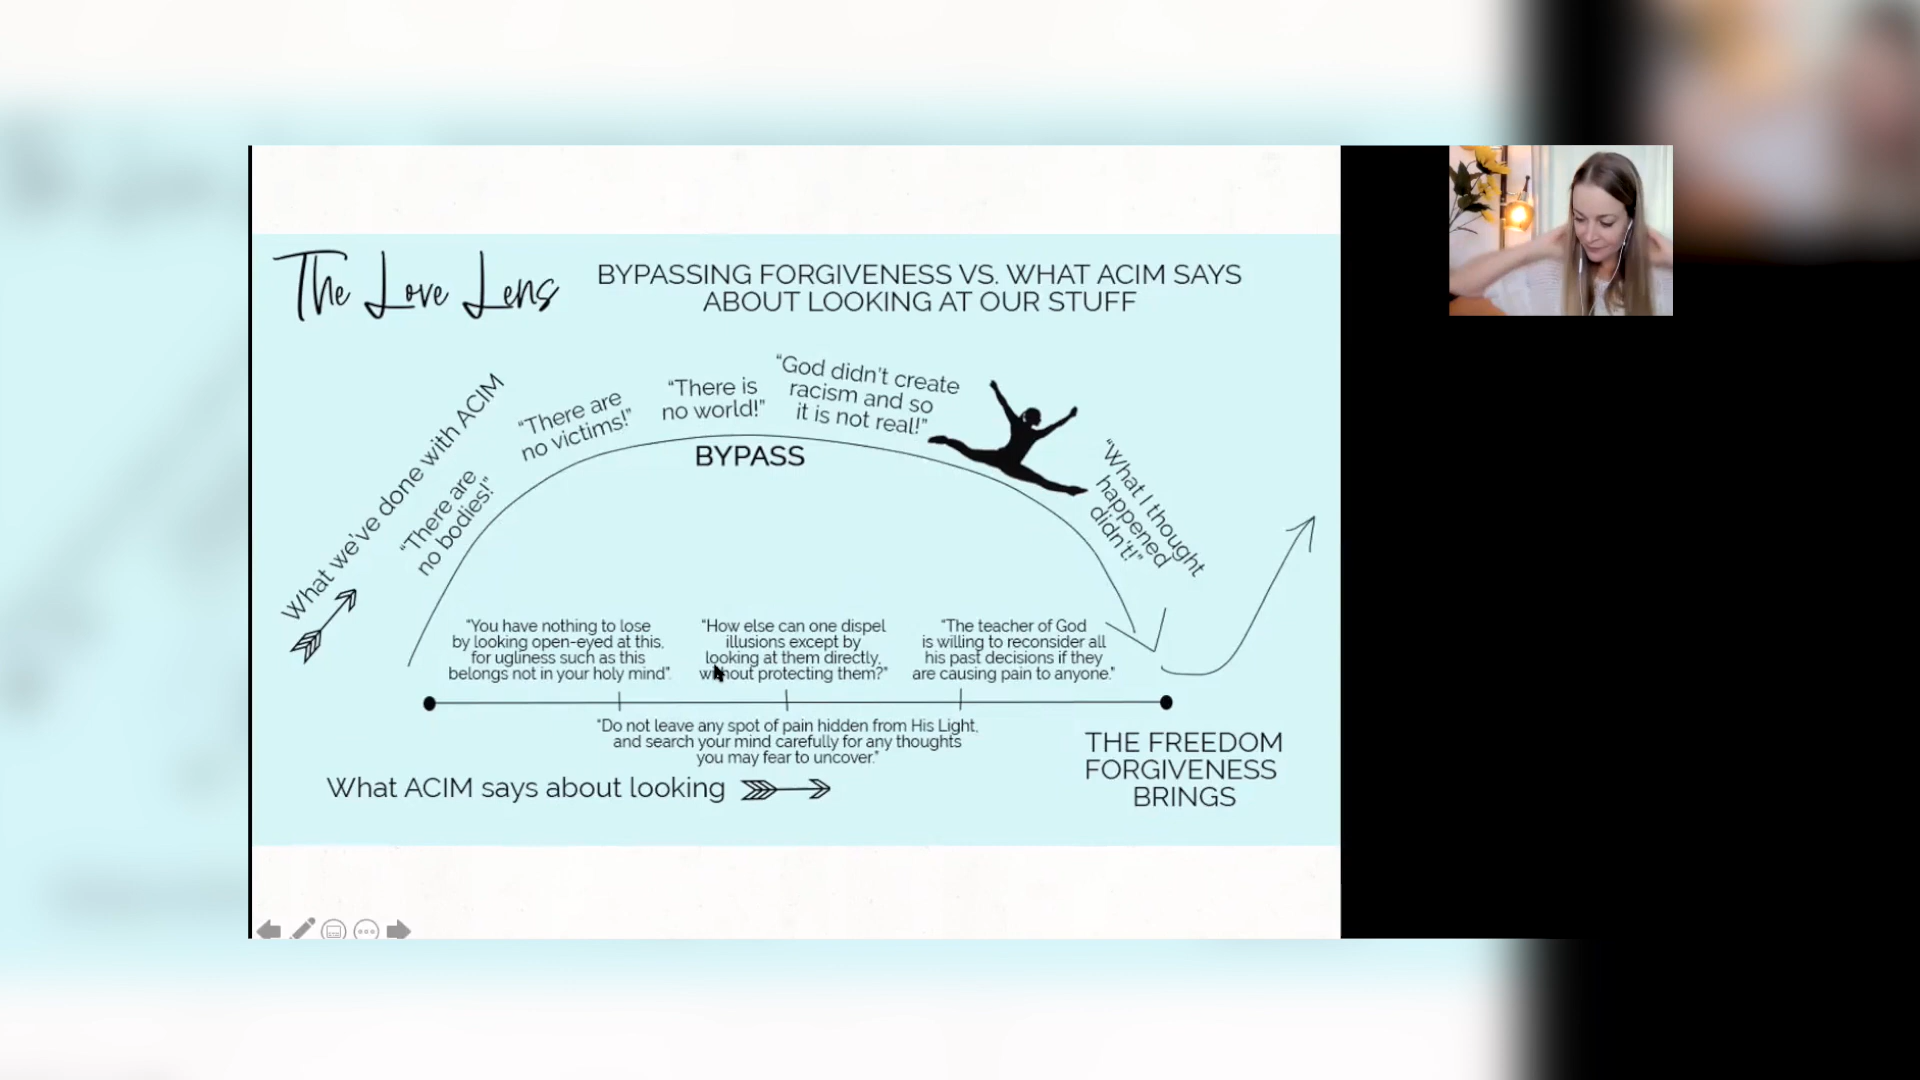 The Love Lens
BYPASSING FORGIVENESS VS. WHAT ACIM SAYS
ABOUT LOOKING AT OUR STUFF
What we've done with ACIM
“There are
no bodies!”
“There are
no victims!”
“There is
no world!”
“God didn't create
racism and so
it is not real!”
“What I thought
happened
didn't!”
BYPASS
“You have nothing to lose
by looking open-eyed at this,
for ugliness such as this
belongs not in your holy mind”.
“How else can one dispel
illusions except by
looking at them directly,
without protecting them?”
“The teacher of God
is willing to reconsider all
his past decisions if they
are causing pain to anyone.”
“Do not leave any spot of pain hidden from His Light,
and search your mind carefully for any thoughts
you may fear to uncover.”
What ACIM says about looking
THE FREEDOM
FORGIVENESS
BRINGS